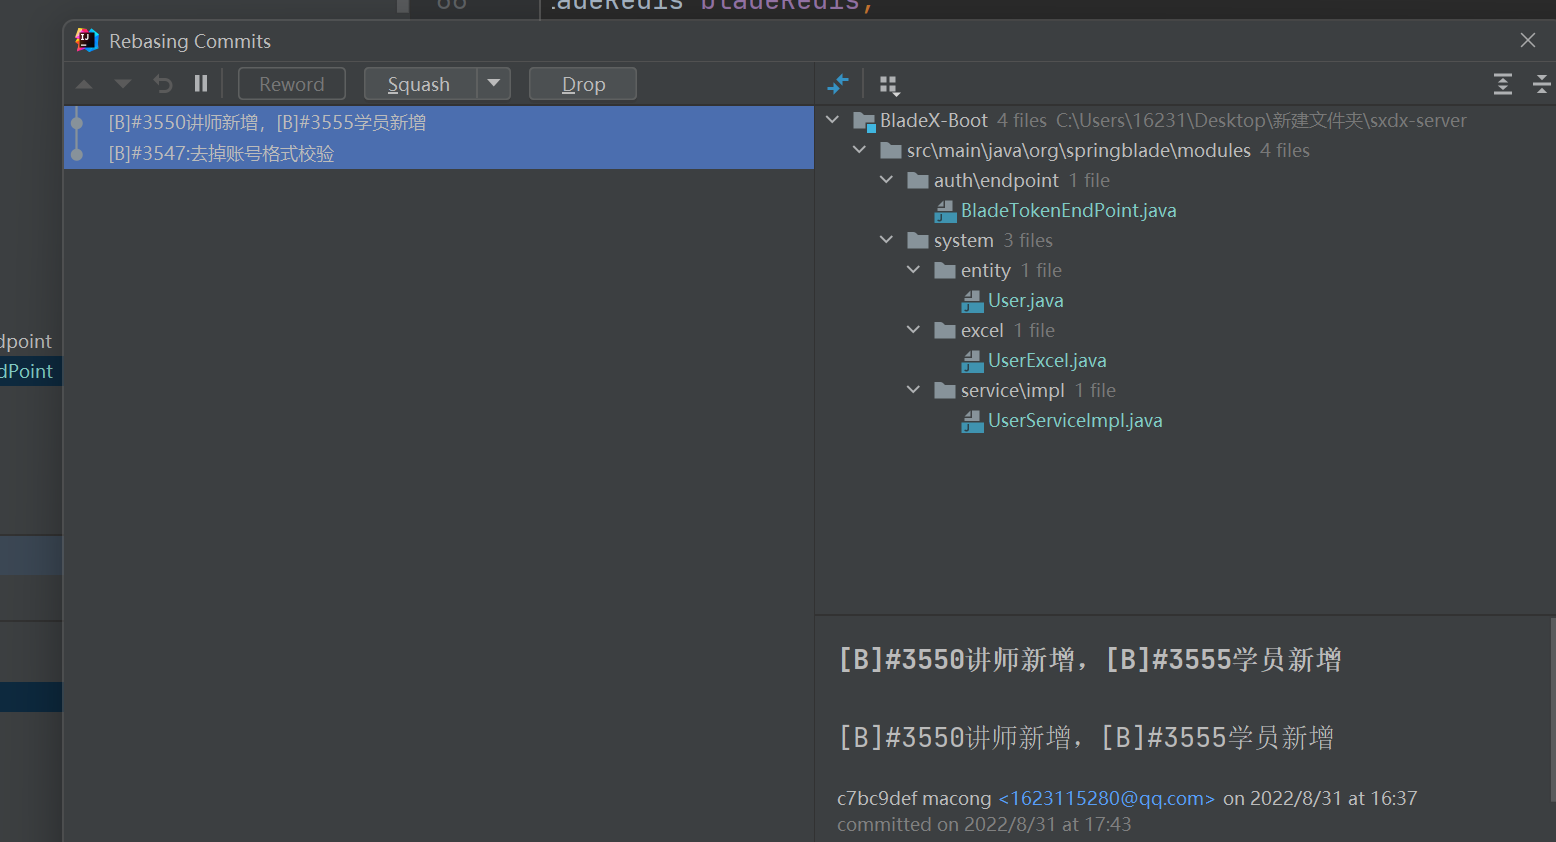 66
.adeRedis bladeRedis;
Rebasing Commits
Reword Squash Drop
[B]#3550讲师新增，[B]#3555学员新增
[B]#3547:去掉账号格式校验
dpoint
dPoint
BladeX-Boot 4 files C:\Users\16231\Desktop\新建文件夹\sxdx-server
src\main\java\org\springblade\modules 4 files
auth\endpoint 1 file
BladeTokenEndPoint.java
system 3 files
entity 1 file
User.java
excel 1 file
UserExcel.java
service\impl 1 file
UserServiceImpl.java
[B]#3550讲师新增，[B]#3555学员新增
[B]#3550讲师新增，[B]#3555学员新增
c7bc9def macong <1623115280@qq.com> on 2022/8/31 at 16:37
committed on 2022/8/31 at 17:43